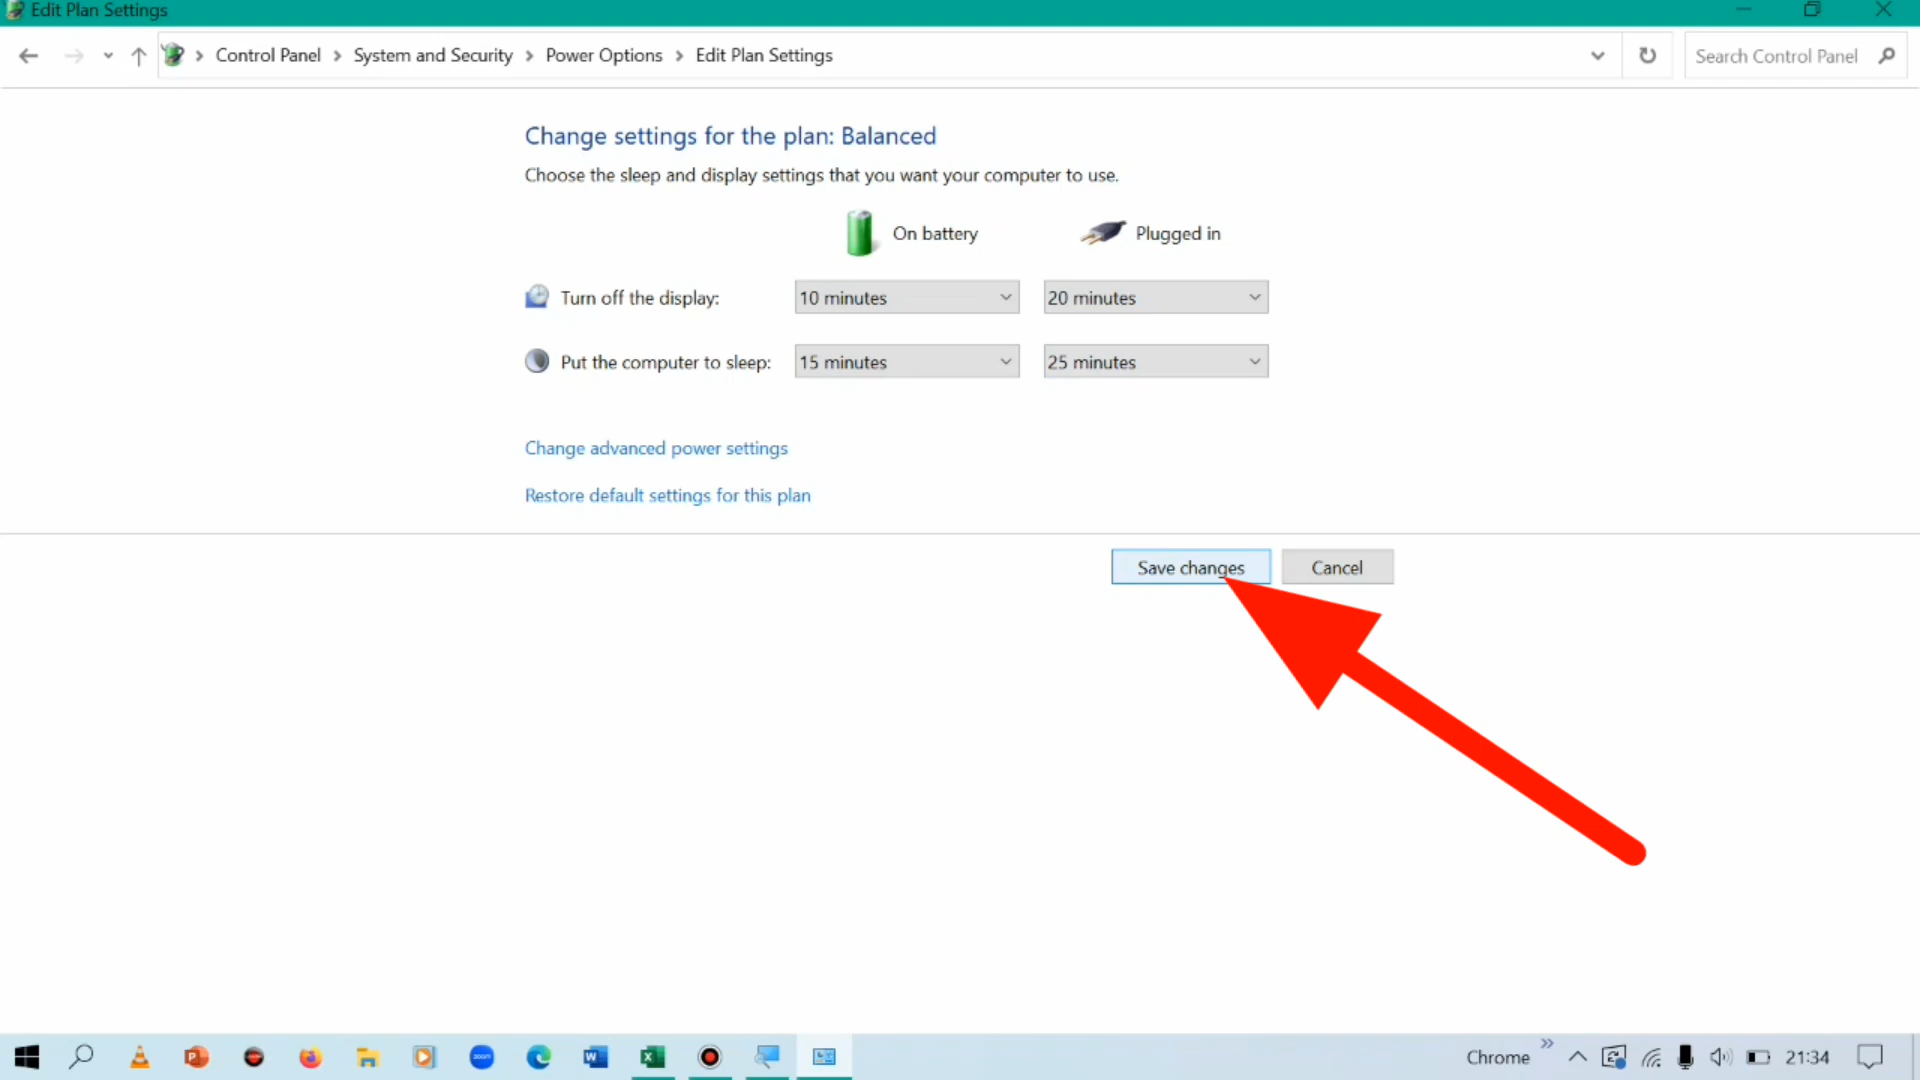 Edit Plan Settings
Control Panel > System and Security > Power Options > Edit Plan Settings
Search Control Panel
Change settings for the plan: Balanced
Choose the sleep and display settings that you want your computer to use.
On battery
Plugged in
Turn off the display:
10 minutes
20 minutes
Put the computer to sleep:
15 minutes
25 minutes
Change advanced power settings
Restore default settings for this plan
Save changes
Cancel
zoom
Chrome
21:34